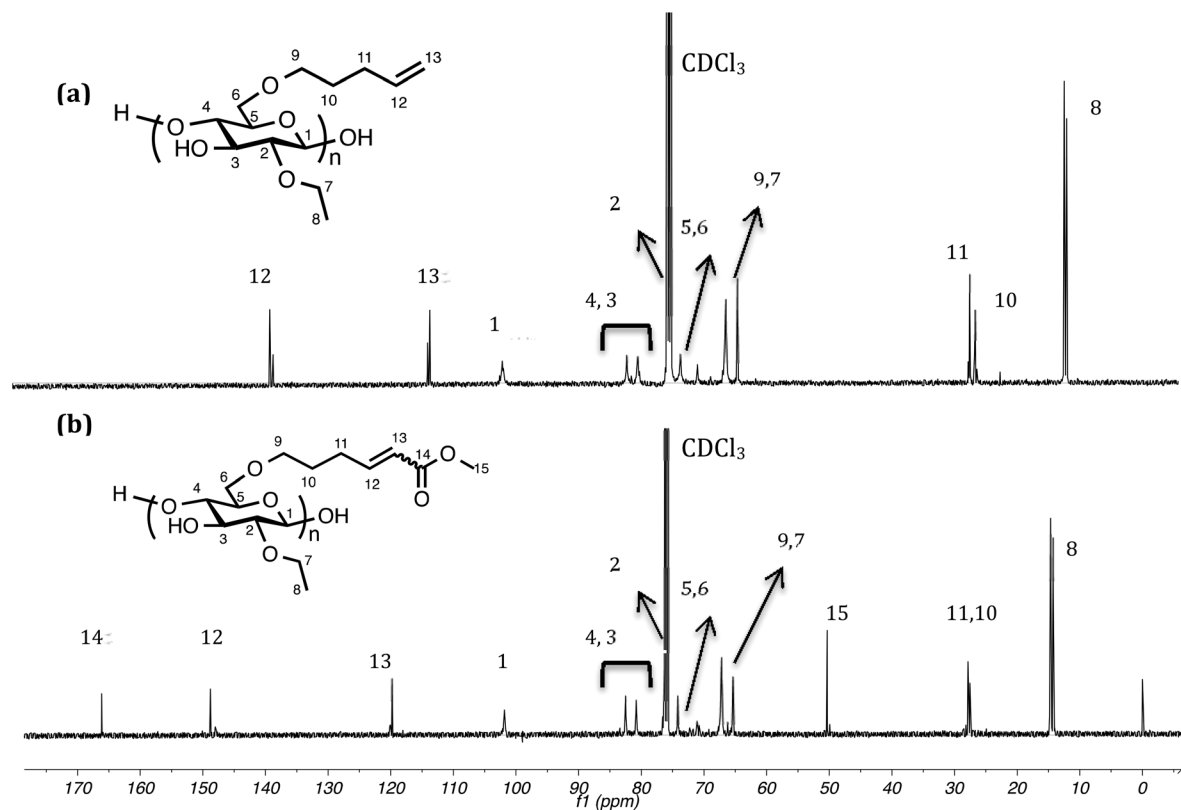 (a)
9
11
13
10
12
6
4
5
1
H
O
O
O
OH
HO
3
2
n
O
7
8
CDCl3
8
9,7
2
5,6
12
13
11
4, 3
10
1
(b)
9
11
13
14
O
15
10
12
O
6
4
5
1
H
O
O
O
OH
HO
3
2
n
O
7
8
CDCl3
9,7
2
5,6
8
14
12
4, 3
15
11,10
13
1
170 160 150 140 130 120 110 100 90 80 70 60 50 40 30 20 10 0
f1 (ppm)